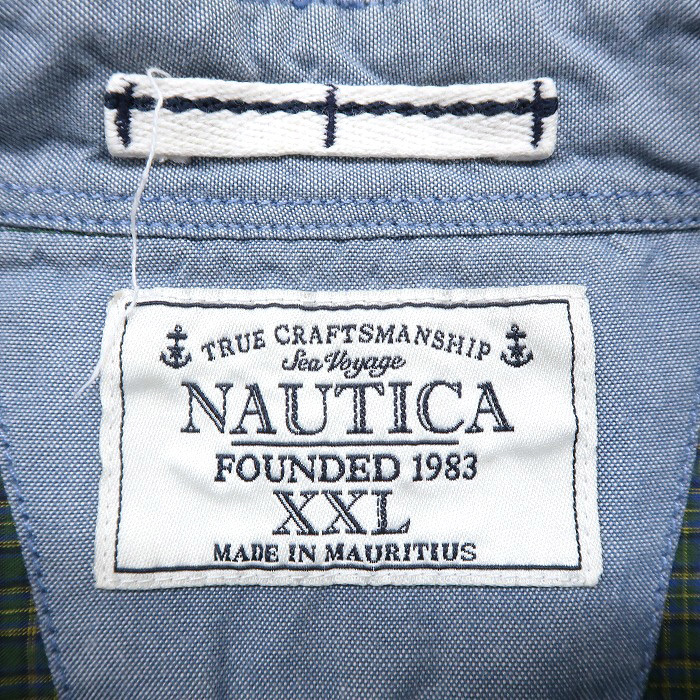 TRUE CRAFTSMANSHIP
Sea Voyage
NAUTICA
FOUNDED 1983
XXL
MADE IN MAURITIUS